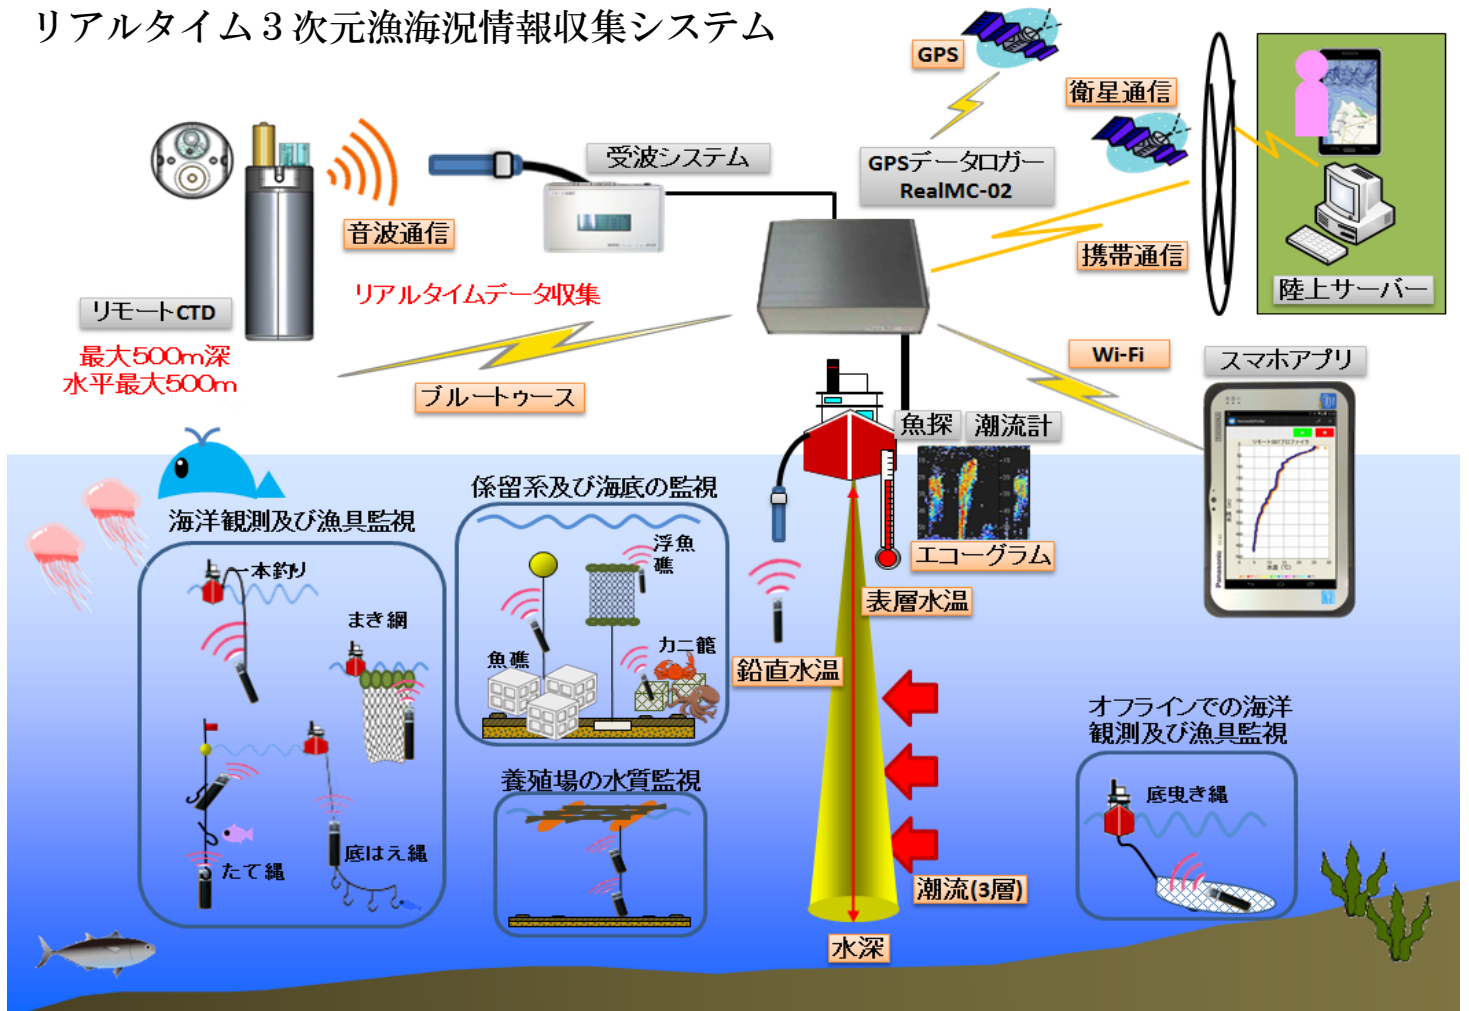 リアルタイム３次元漁海況情報収集システム
GPS
衛星通信
受波システム
GPSデータロガー
RealMC-02
音波通信
携帯通信
陸上サーバー
リモートCTD
リアルタイムデータ収集
最大500m深
水平最大500m
ブルートゥース
Wi-Fi
スマホアプリ
魚探
潮流計
係留系及び海底の監視
海洋観測及び漁具監視
エコーグラム
浮魚
礁
一本釣り
表層水温
まき網
魚礁
カニ籠
鉛直水温
オフラインでの海洋
観測及び漁具監視
養殖場の水質監視
底曳き縄
底はえ縄
たて縄
潮流(3層)
水深
Panasonic
水温 (℃)